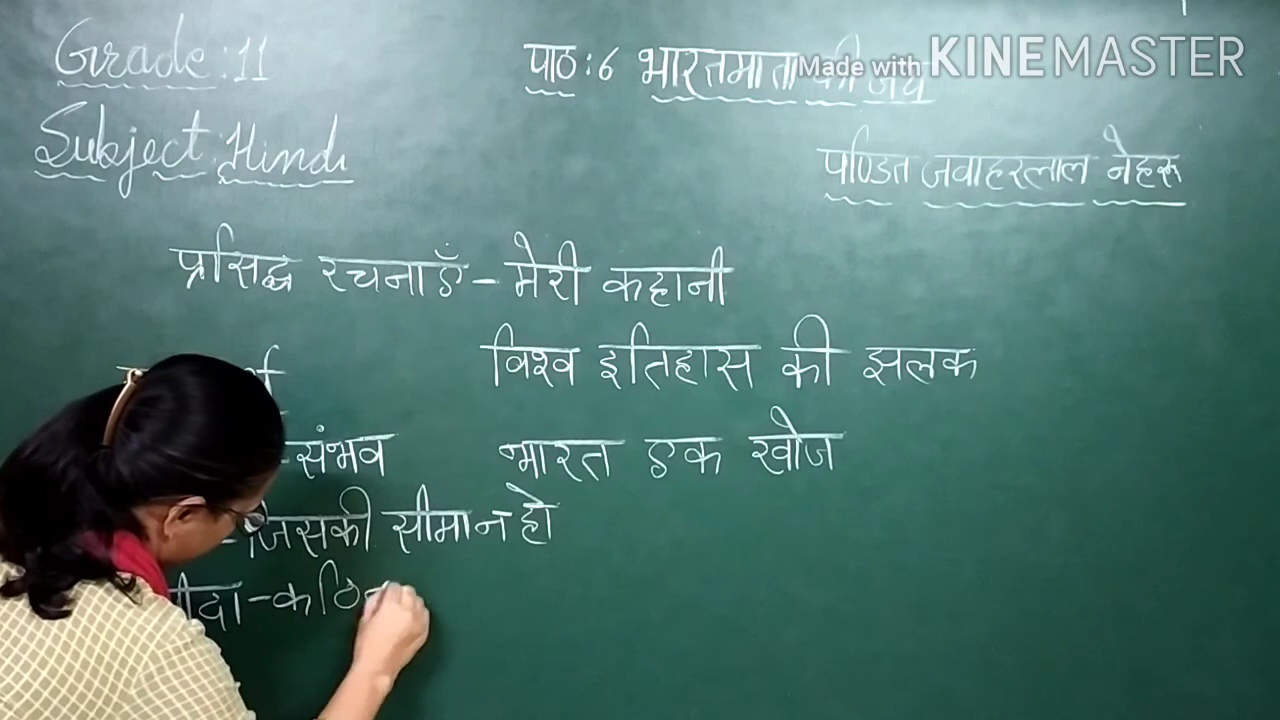 Grade: 11
पाठ: 6 भारतमाता की जय
Made with KINEMASTER
Subject: Hindi
पण्डित जवाहरलाल नेहरू
प्रसिद्ध रचनाएँ - मेरी कहानी
विश्व इतिहास की झलक
- संभव
भारत एक खोज
- जिसकी सीमा न हो